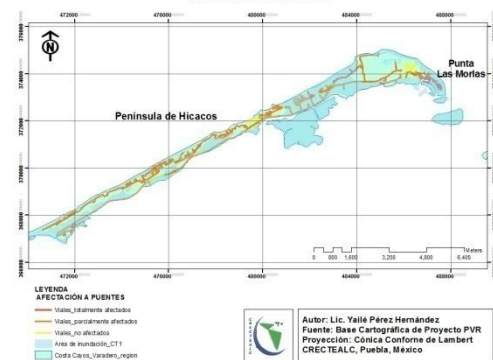 472000 476000 480000 484000 488000
N
Punta
Las Morlas
Península de Hicacos
Meters
0 800 1,600 3,200 4,800 6,400
472000 476000 480000 484000 488000
LEYENDA
AFECTACIÓN A PUENTES
Viales_totalmente afectados
Viales_parcialmente afectados
Viales_no afectados
Area de inundación_CT1
Costa Cayos_Varadero_region
Autor: Lic. Yailé Pérez Hernández
Fuente: Base Cartográfica de Proyecto PVR
Proyección: Cónica Conforne de Lambert
CRECTEALC, Puebla, México